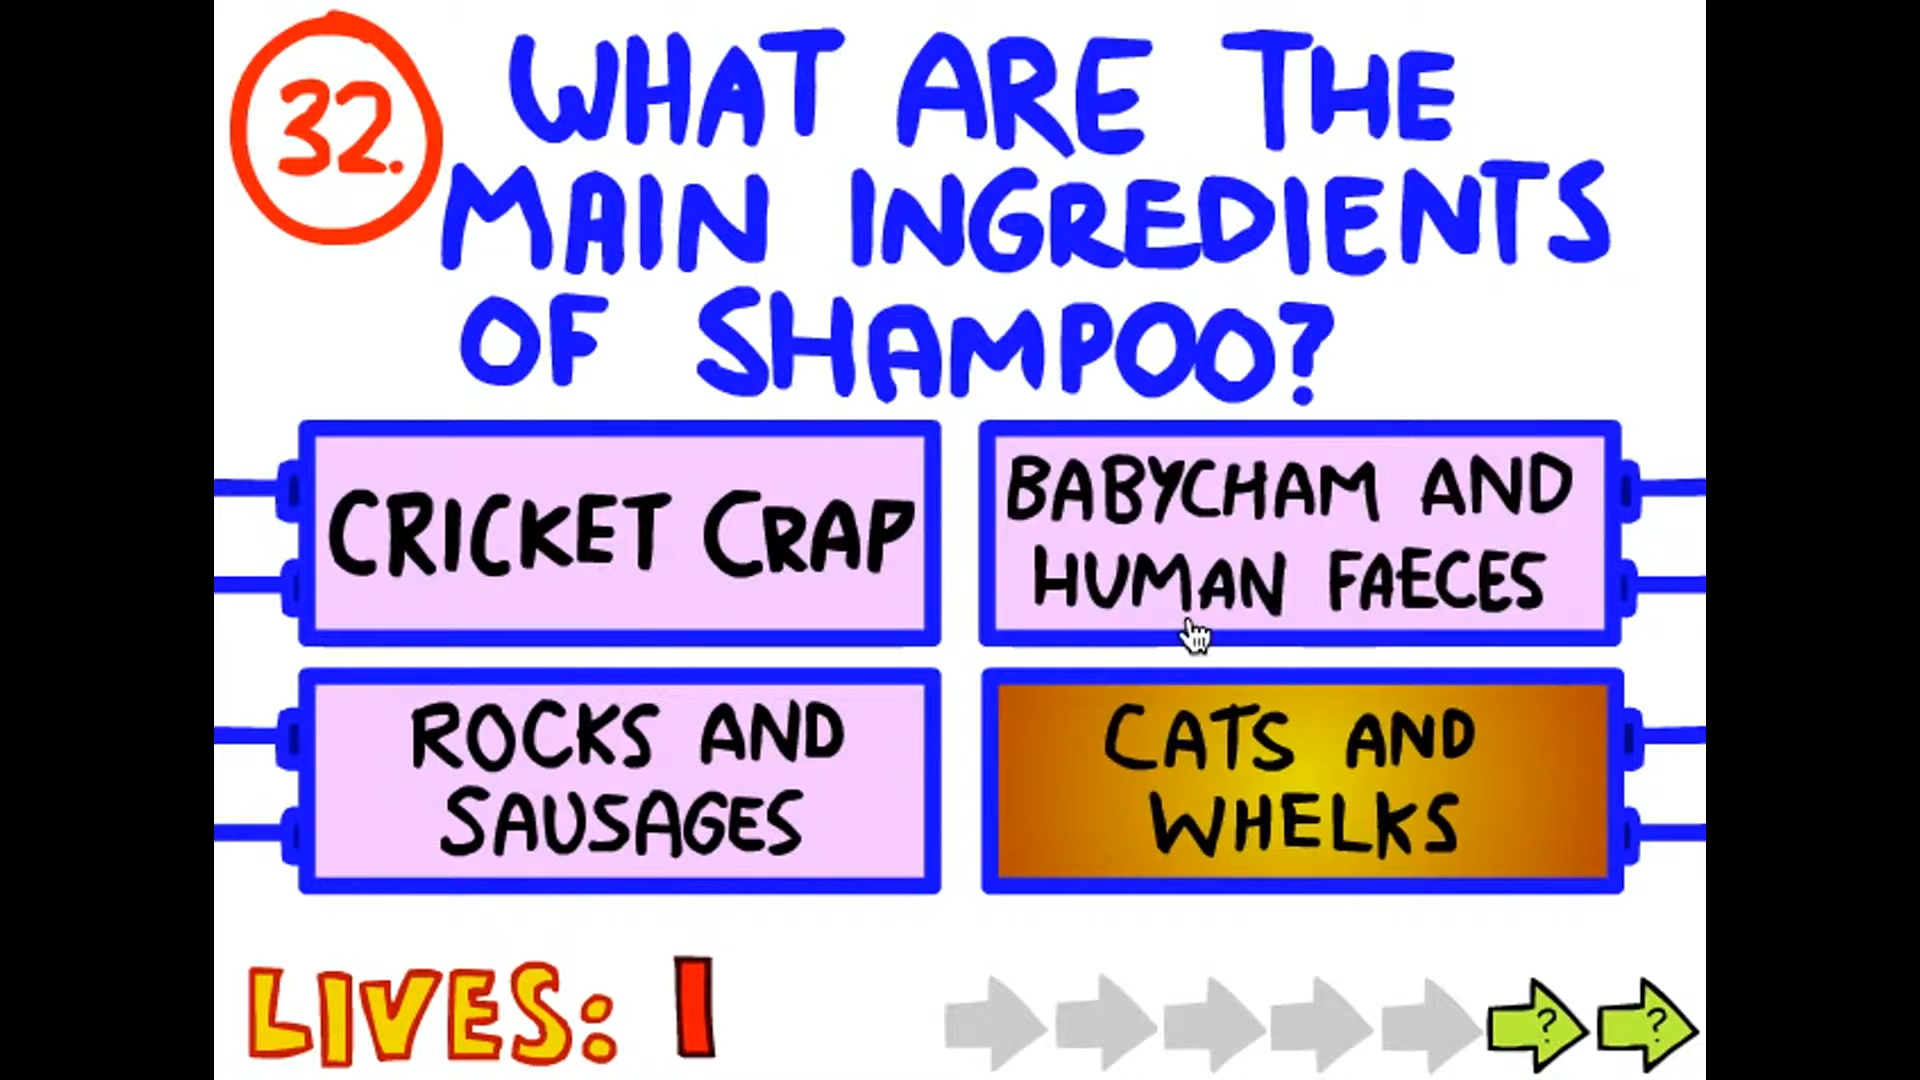 32.
WHAT ARE THE
MAIN INGREDIENTS
OF SHAMPOO?
CRICKET CRAP
BABYCHAM AND
HUMAN FAECES
ROCKS AND
SAUSAGES
CATS AND
WHELKS
LIVES: 1
? ?